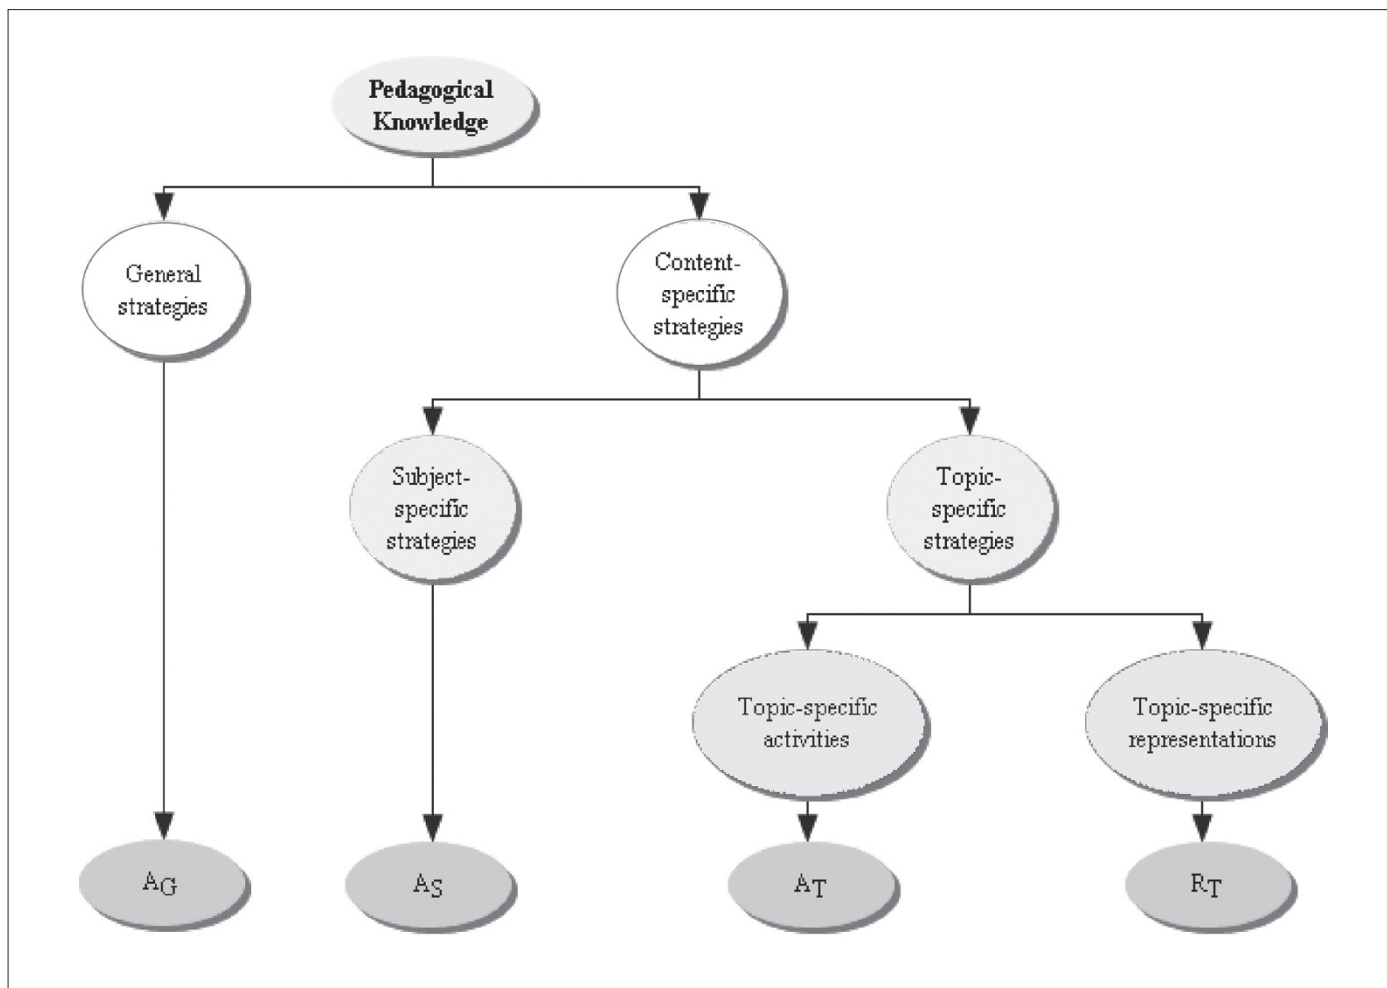 Pedagogical
Knowledge
General
strategies
Content-
specific
strategies
Subject-
specific
strategies
Topic-
specific
strategies
Topic-specific
activities
Topic-specific
representations
AG
AS
AT
RT